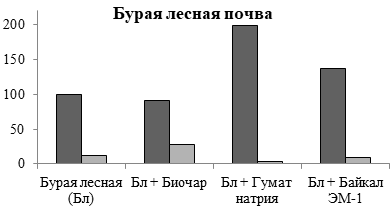 Бурая лесная почва
200
150
100
50
0
Бурая лесная (Бл)
Бл + Биочар
Бл + Гумат натрия
Бл + Байкал ЭМ-1